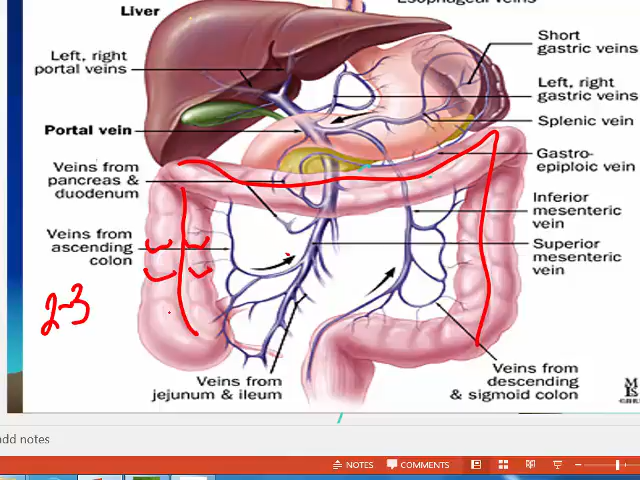 Esophageal veins
Liver
Short
gastric veins
Left, right
portal veins
Left, right
gastric veins
Splenic vein
Portal vein
Gastro-
epiploic vein
Veins from
pancreas &
duodenum
Inferior
mesenteric
vein
Veins from
ascending
colon
Superior
mesenteric
vein
2-3
Veins from
jejunum & ileum
Veins from
descending
& sigmoid colon
add notes
NOTES
COMMENTS